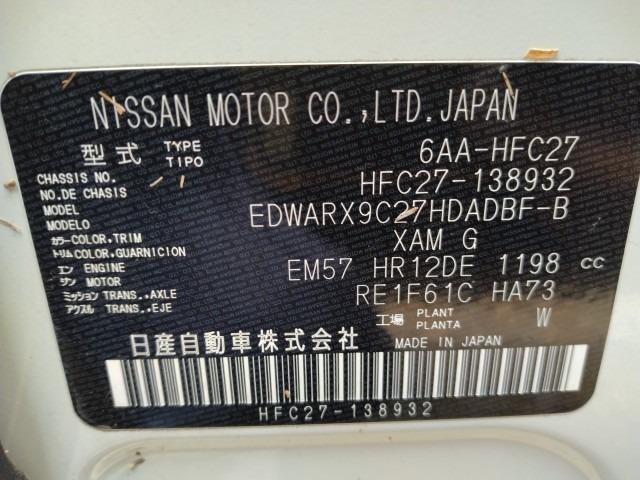 NISSAN MOTOR CO.,LTD.JAPAN
型式 TYPE TIPO 6AA-HFC27
CHASSIS NO.
NO.DE CHASIS HFC27-138932
MODEL
MODELO EDWARX9C27HDADBF-B
カラー COLOR,TRIM
トリム COLOR,GUARNICION XAM G
エン ENGINE
ジン MOTOR EM57 HR12DE 1198 cc
ミッション TRANS.,AXLE
アクスル TRANS.,EJE RE1F61C HA73
工場 PLANT PLANTA W
日産自動車株式会社 MADE IN JAPAN
HFC27-138932